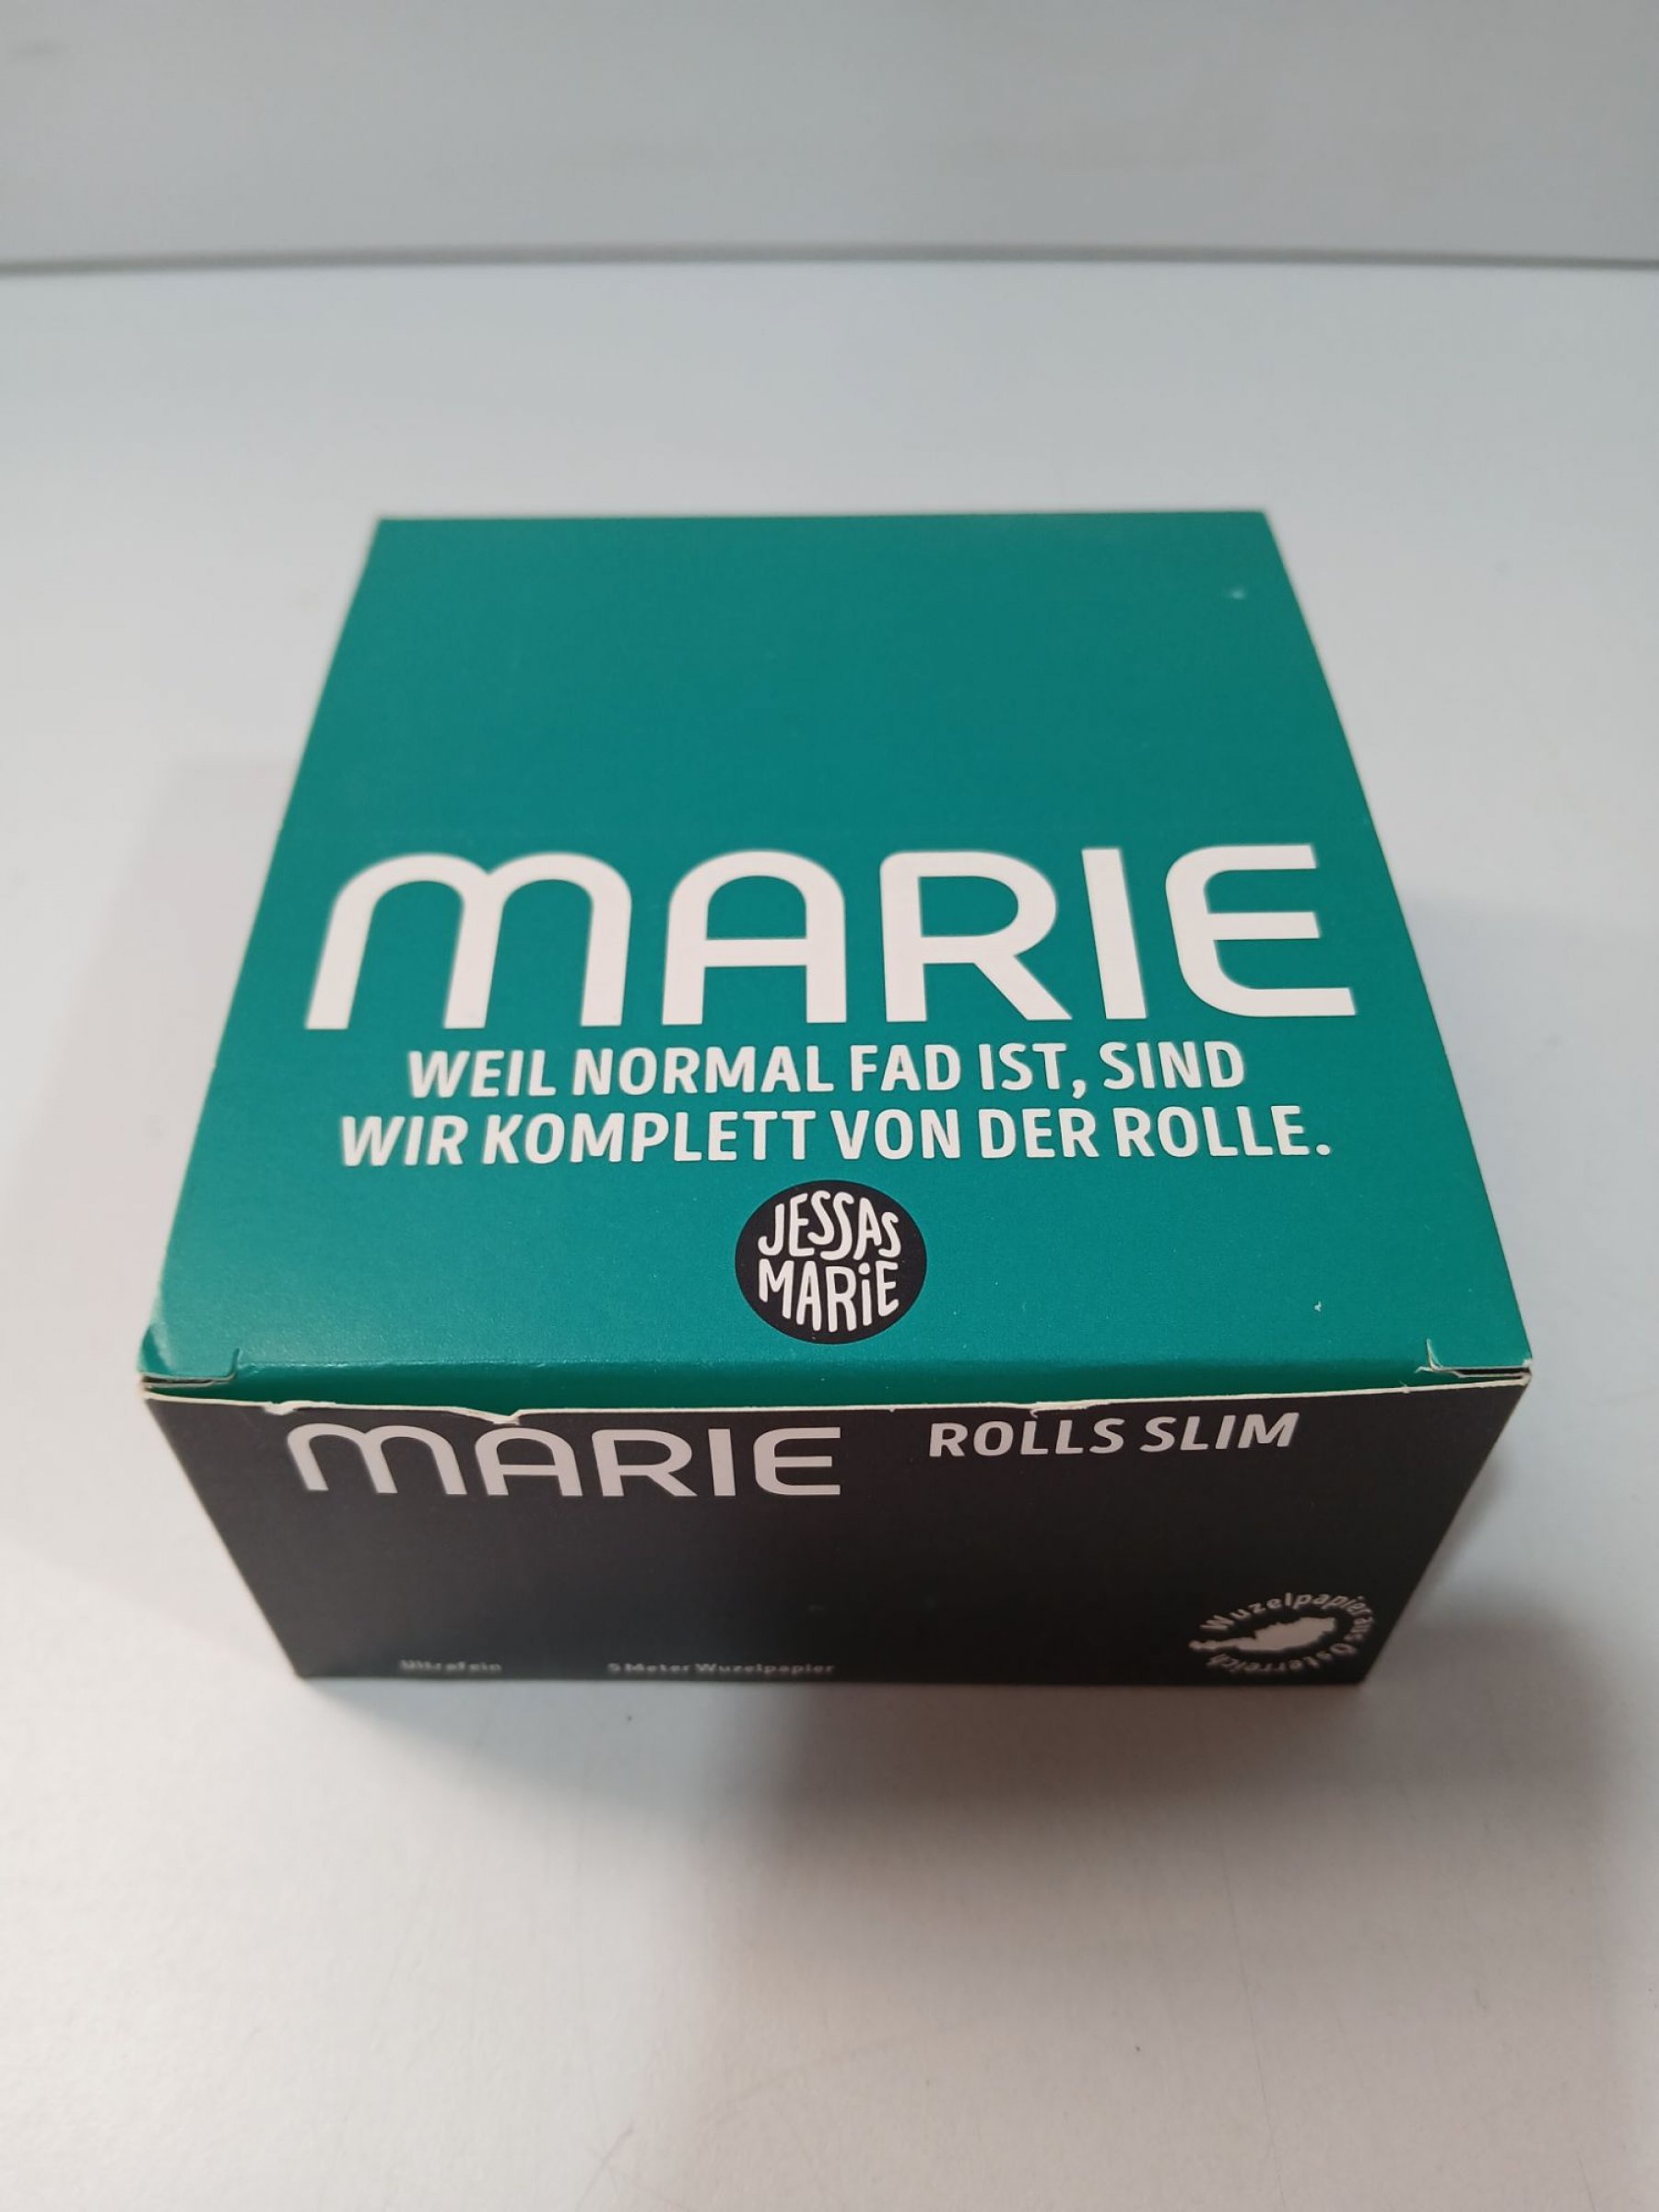 MARIE
WEIL NORMAL FAD IST, SIND
WIR KOMPLETT VON DER ROLLE.
JESSAS
MARiE
MARIE
ROLLS SLIM
Ultrafein
5 Meter Wuzelpapier
Wuzelpapier aus Österreich